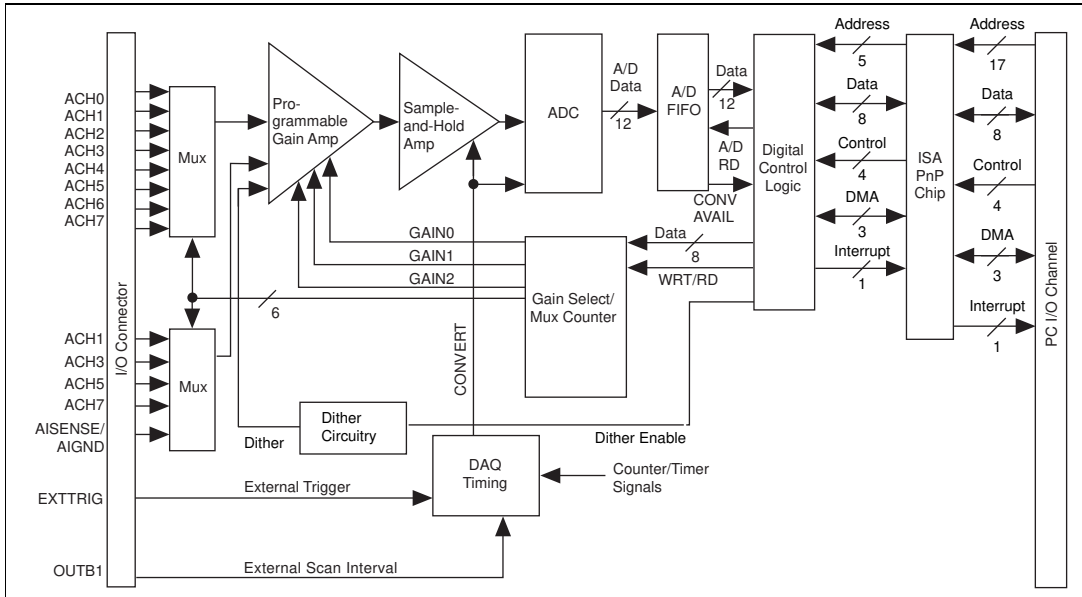 I/O Connector
ACH0
ACH1
ACH2
ACH3
ACH4
ACH5
ACH6
ACH7
Mux
ACH1
ACH3
ACH5
ACH7
AISENSE/
AIGND
Mux
EXTTRIG
OUTB1
Pro-
grammable
Gain Amp
Sample-
and-Hold
Amp
ADC
A/D
Data
12
A/D
FIFO
Data
12
A/D
RD
CONV
AVAIL
Digital
Control
Logic
Address
5
Data
8
Control
4
DMA
3
Interrupt
1
ISA
PnP
Chip
Address
17
Data
8
Control
4
DMA
3
Interrupt
1
PC I/O Channel
GAIN0
GAIN1
GAIN2
6
Gain Select/
Mux Counter
Data
8
WRT/RD
CONVERT
Dither
Dither
Circuitry
Dither Enable
DAQ
Timing
Counter/Timer
Signals
External Trigger
External Scan Interval